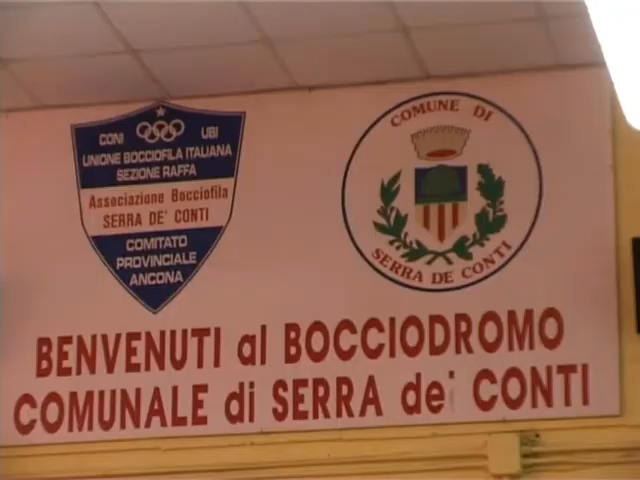 CONI UBI
UNIONE BOCCIOFILA ITALIANA
SEZIONE RAFFA
Associazione Bocciofila
SERRA DE' CONTI
COMITATO
PROVINCIALE
ANCONA
COMUNE DI
SERRA DE' CONTI
BENVENUTI al BOCCIODROMO
COMUNALE di SERRA de' CONTI